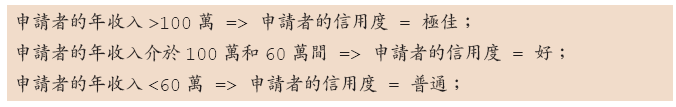 申請者的年收入 >100 萬 => 申請者的信用度 = 極佳；
申請者的年收入介於 100 萬和 60 萬間 => 申請者的信用度 = 好；
申請者的年收入 <60 萬 => 申請者的信用度 = 普通；